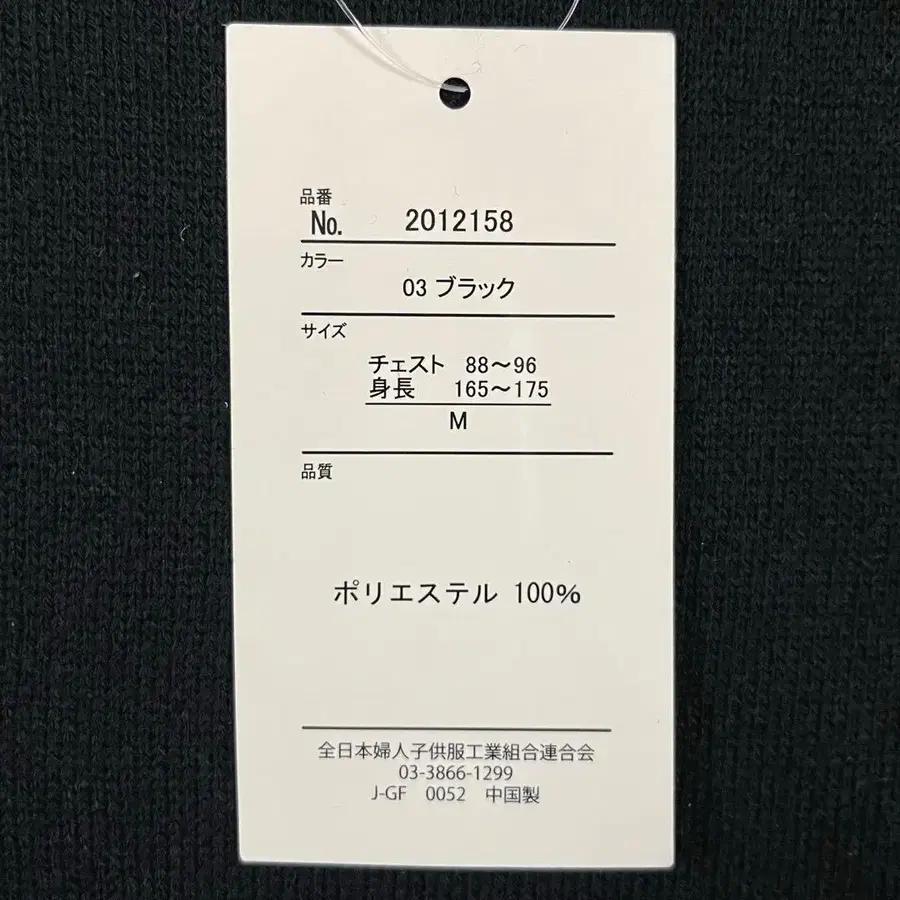 品番
No. 2012158
カラー
03 ブラック
サイズ
チェスト 88～96
身長 165～175
M
品質
ポリエステル 100%
全日本婦人子供服工業組合連合会
03-3866-1299
J-GF 0052 中国製